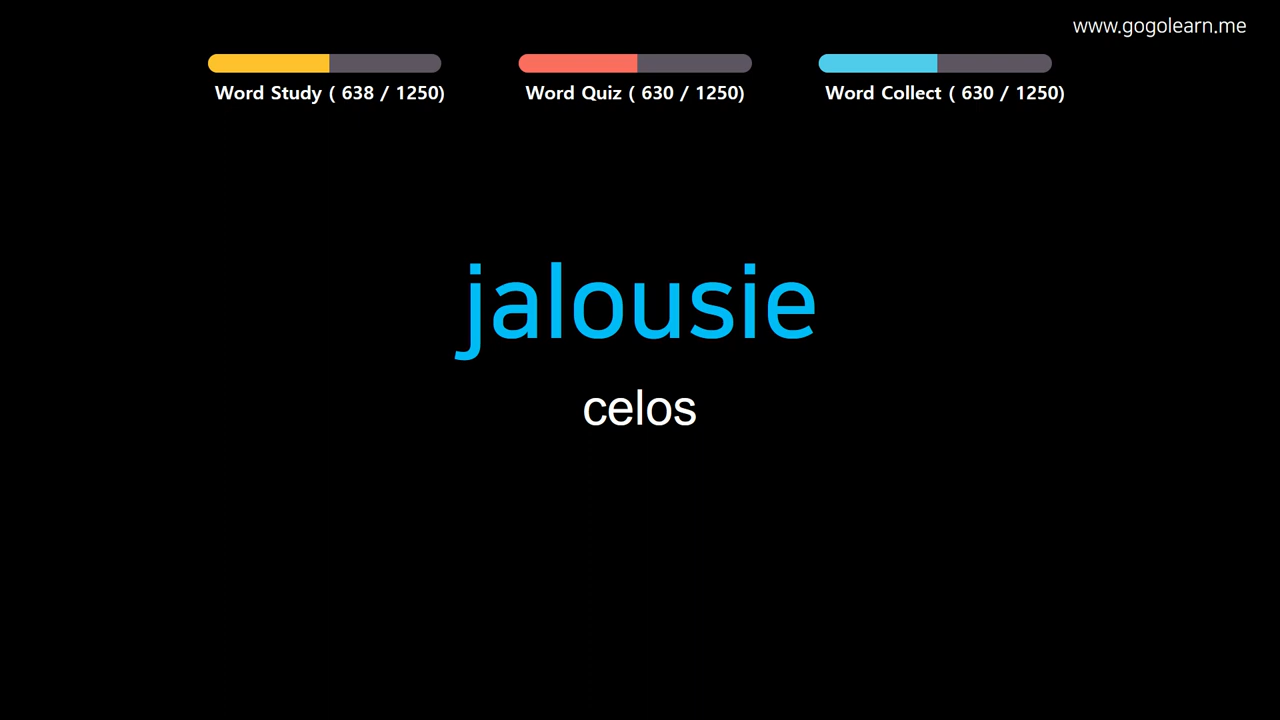 www.gogolearn.me
Word Study ( 638 / 1250)
Word Quiz ( 630 / 1250)
Word Collect ( 630 / 1250)
jalousie
celos